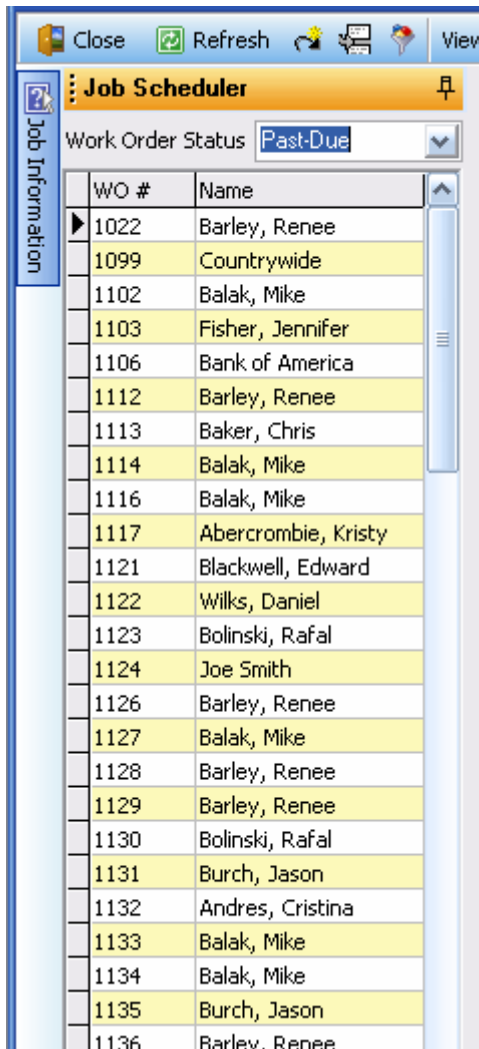 Close Refresh View
Job Scheduler
Job Information
Work Order Status Past-Due
WO # Name
1022 Barley, Renee
1099 Countrywide
1102 Balak, Mike
1103 Fisher, Jennifer
1106 Bank of America
1112 Barley, Renee
1113 Baker, Chris
1114 Balak, Mike
1116 Balak, Mike
1117 Abercrombie, Kristy
1121 Blackwell, Edward
1122 Wilks, Daniel
1123 Bolinski, Rafal
1124 Joe Smith
1126 Barley, Renee
1127 Balak, Mike
1128 Barley, Renee
1129 Barley, Renee
1130 Bolinski, Rafal
1131 Burch, Jason
1132 Andres, Cristina
1133 Balak, Mike
1134 Balak, Mike
1135 Burch, Jason
1136 Barley, Renee